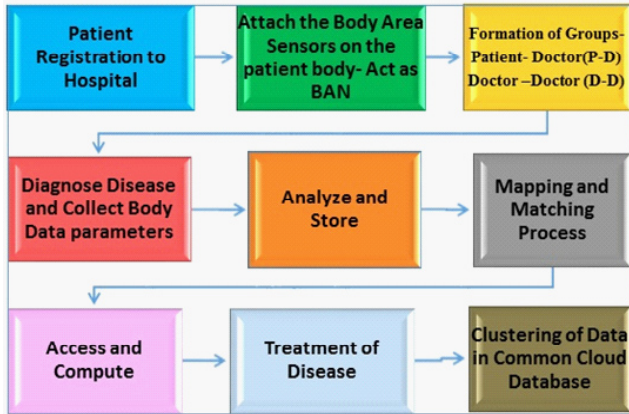 Patient
Registration to
Hospital
Attach the Body Area
Sensors on the
patient body- Act as
BAN
Formation of Groups-
Patient- Doctor(P-D)
Doctor –Doctor (D-D)
Diagnose Disease
and Collect Body
Data parameters
Analyze and
Store
Mapping and
Matching
Process
Access and
Compute
Treatment of
Disease
Clustering of Data
in Common Cloud
Database